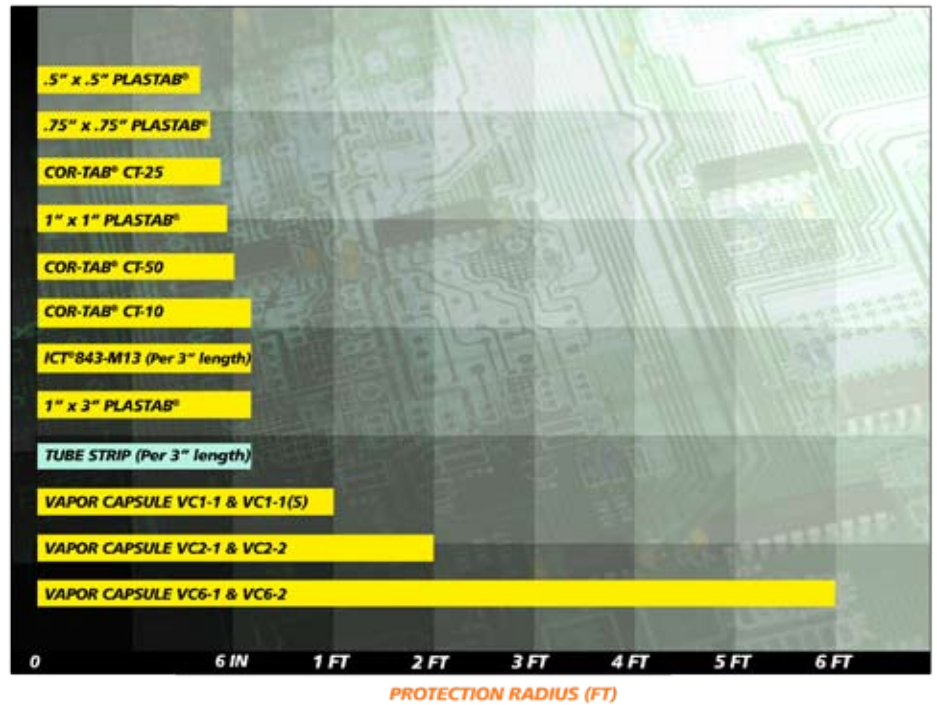 .5" x .5" PLASTAB®
.75" x .75" PLASTAB®
COR-TAB® CT-25
1" x 1" PLASTAB®
COR-TAB® CT-50
COR-TAB® CT-10
ICT®843-M13 (Per 3" length)
1" x 3" PLASTAB®
TUBE STRIP (Per 3" length)
VAPOR CAPSULE VC1-1 & VC1-1(S)
VAPOR CAPSULE VC2-1 & VC2-2
VAPOR CAPSULE VC6-1 & VC6-2
0 6 IN 1 FT 2 FT 3 FT 4 FT 5 FT 6 FT
PROTECTION RADIUS (FT)